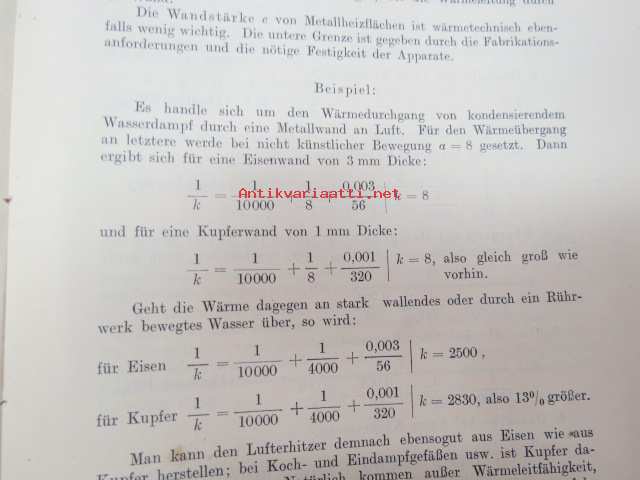 die Wärmeleitung durch
Die Wandstärke e von Metallheizflächen ist wärmetechnisch eben-
falls wenig wichtig. Die untere Grenze ist gegeben durch die Fabrikations-
anforderungen und die nötige Festigkeit der Apparate.
Beispiel:
Es handle sich um den Wärmedurchgang von kondensierendem
Wasserdampf durch eine Metallwand an Luft. Für den Wärmeübergang
an letztere werde bei nicht künstlicher Bewegung α = 8 gesetzt. Dann
ergibt sich für eine Eisenwand von 3 mm Dicke:
1/k = 1/10000 + 1/8 + 0,003/56 | k = 8
Antikvariaatti.net
und für eine Kupferwand von 1 mm Dicke:
1/k = 1/10000 + 1/8 + 0,001/320 | k = 8, also gleich groß wie
vorhin.
Geht die Wärme dagegen an stark wallendes oder durch ein Rühr-
werk bewegtes Wasser über, so wird:
für Eisen 1/k = 1/10000 + 1/4000 + 0,003/56 | k = 2500,
für Kupfer 1/k = 1/10000 + 1/4000 + 0,001/320 | k = 2830, also 13% größer.
Man kann den Lufterhitzer demnach ebensogut aus Eisen wie aus
Kupfer herstellen; bei Koch- und Eindampfgefäßen usw. ist Kupfer da-
Natürlich kommen außer Wärmeleitfähigkeit,